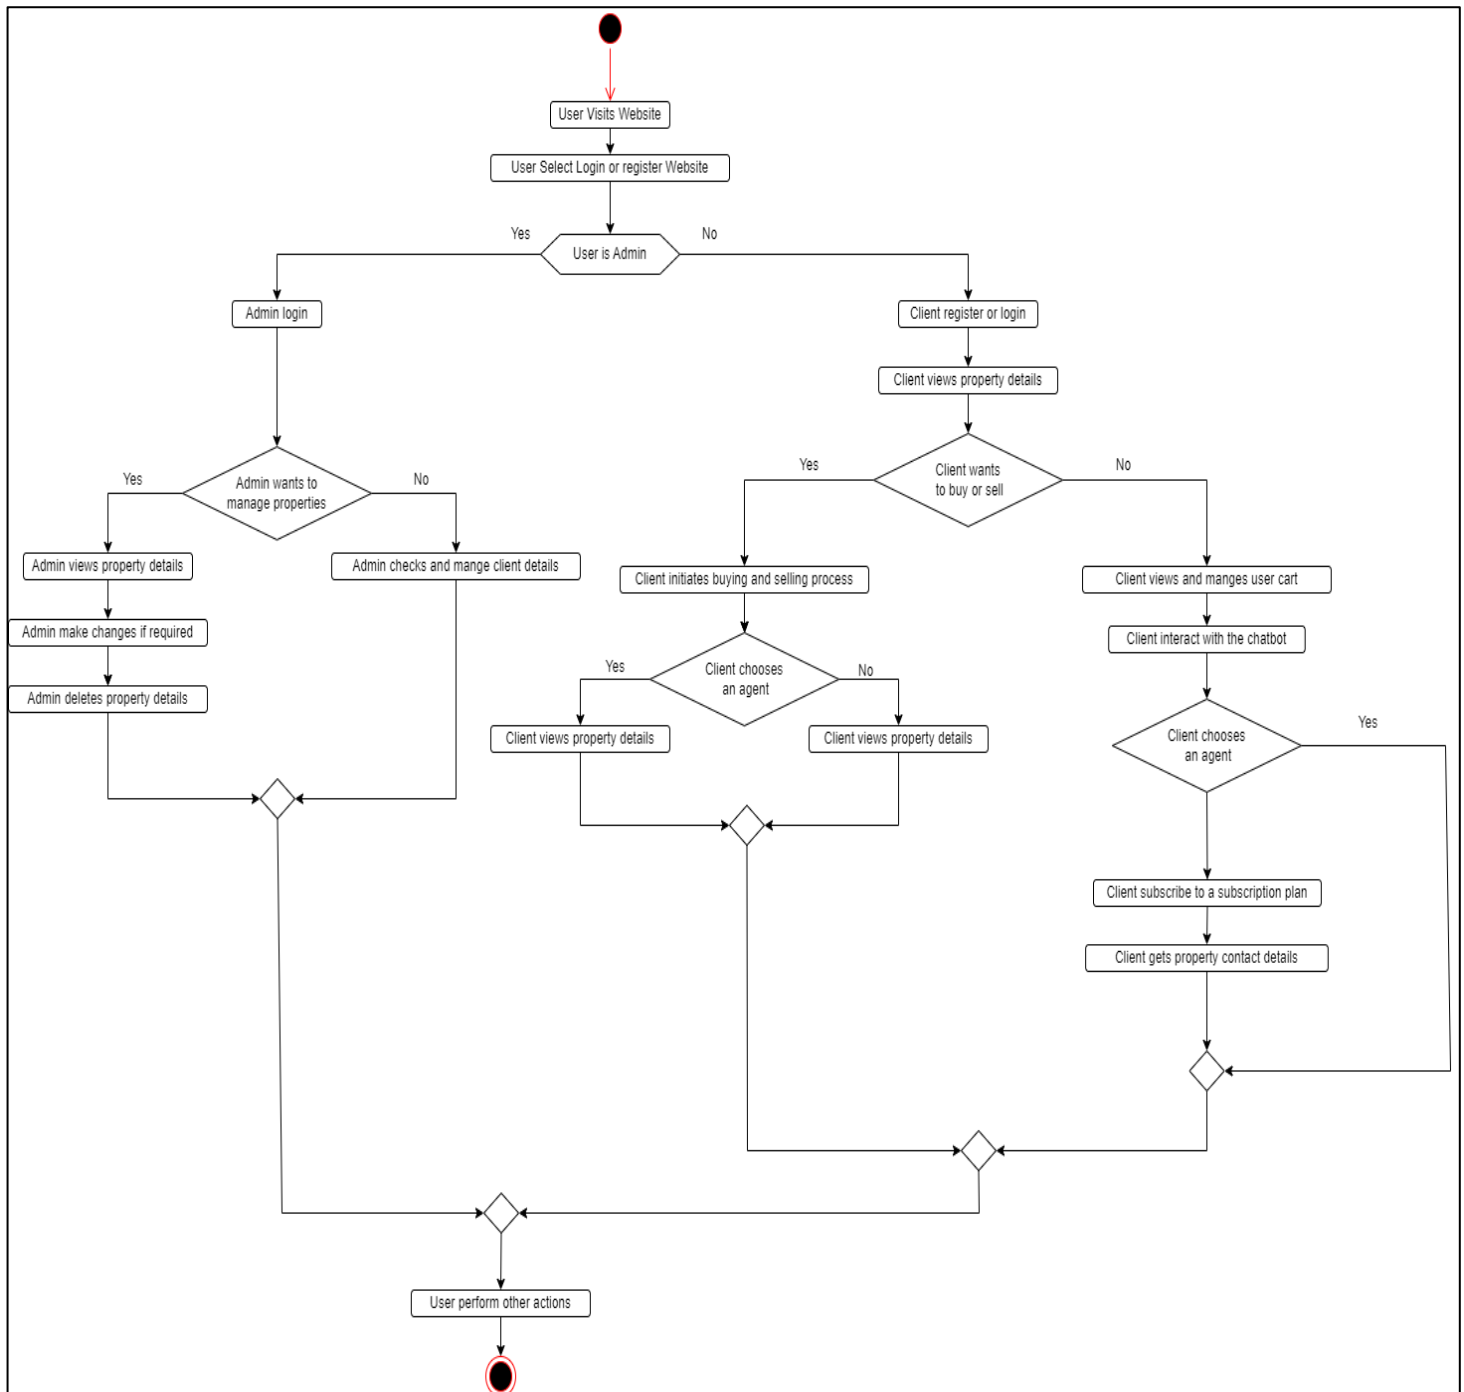 User Visits Website
User Select Login or register Website
Yes
No
User is Admin
Admin login
Client register or login
Client views property details
Yes
Admin wants to
manage properties
No
Yes
Client wants
to buy or sell
No
Admin views property details
Admin checks and mange client details
Client initiates buying and selling process
Client views and manges user cart
Admin make changes if required
Client interact with the chatbot
Yes
Client chooses
an agent
No
Admin deletes property details
Client views property details
Client views property details
Client chooses
an agent
Yes
Client subscribe to a subscription plan
Client gets property contact details
User perform other actions